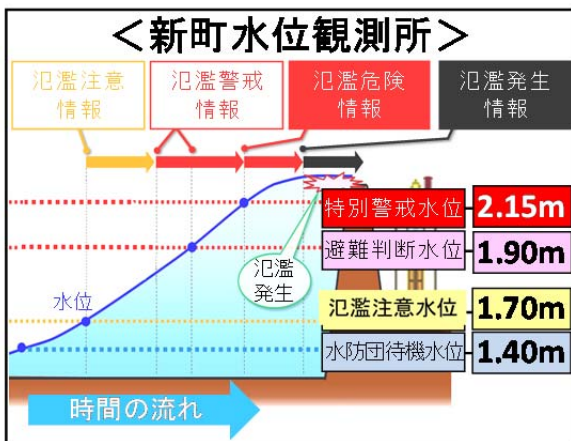 ＜新町水位観測所＞
氾濫注意
情報
氾濫警戒
情報
氾濫危険
情報
氾濫発生
情報
特別警戒水位 2.15m
避難判断水位 1.90m
氾濫
発生
水位
氾濫注意水位 1.70m
水防団待機水位 1.40m
時間の流れ